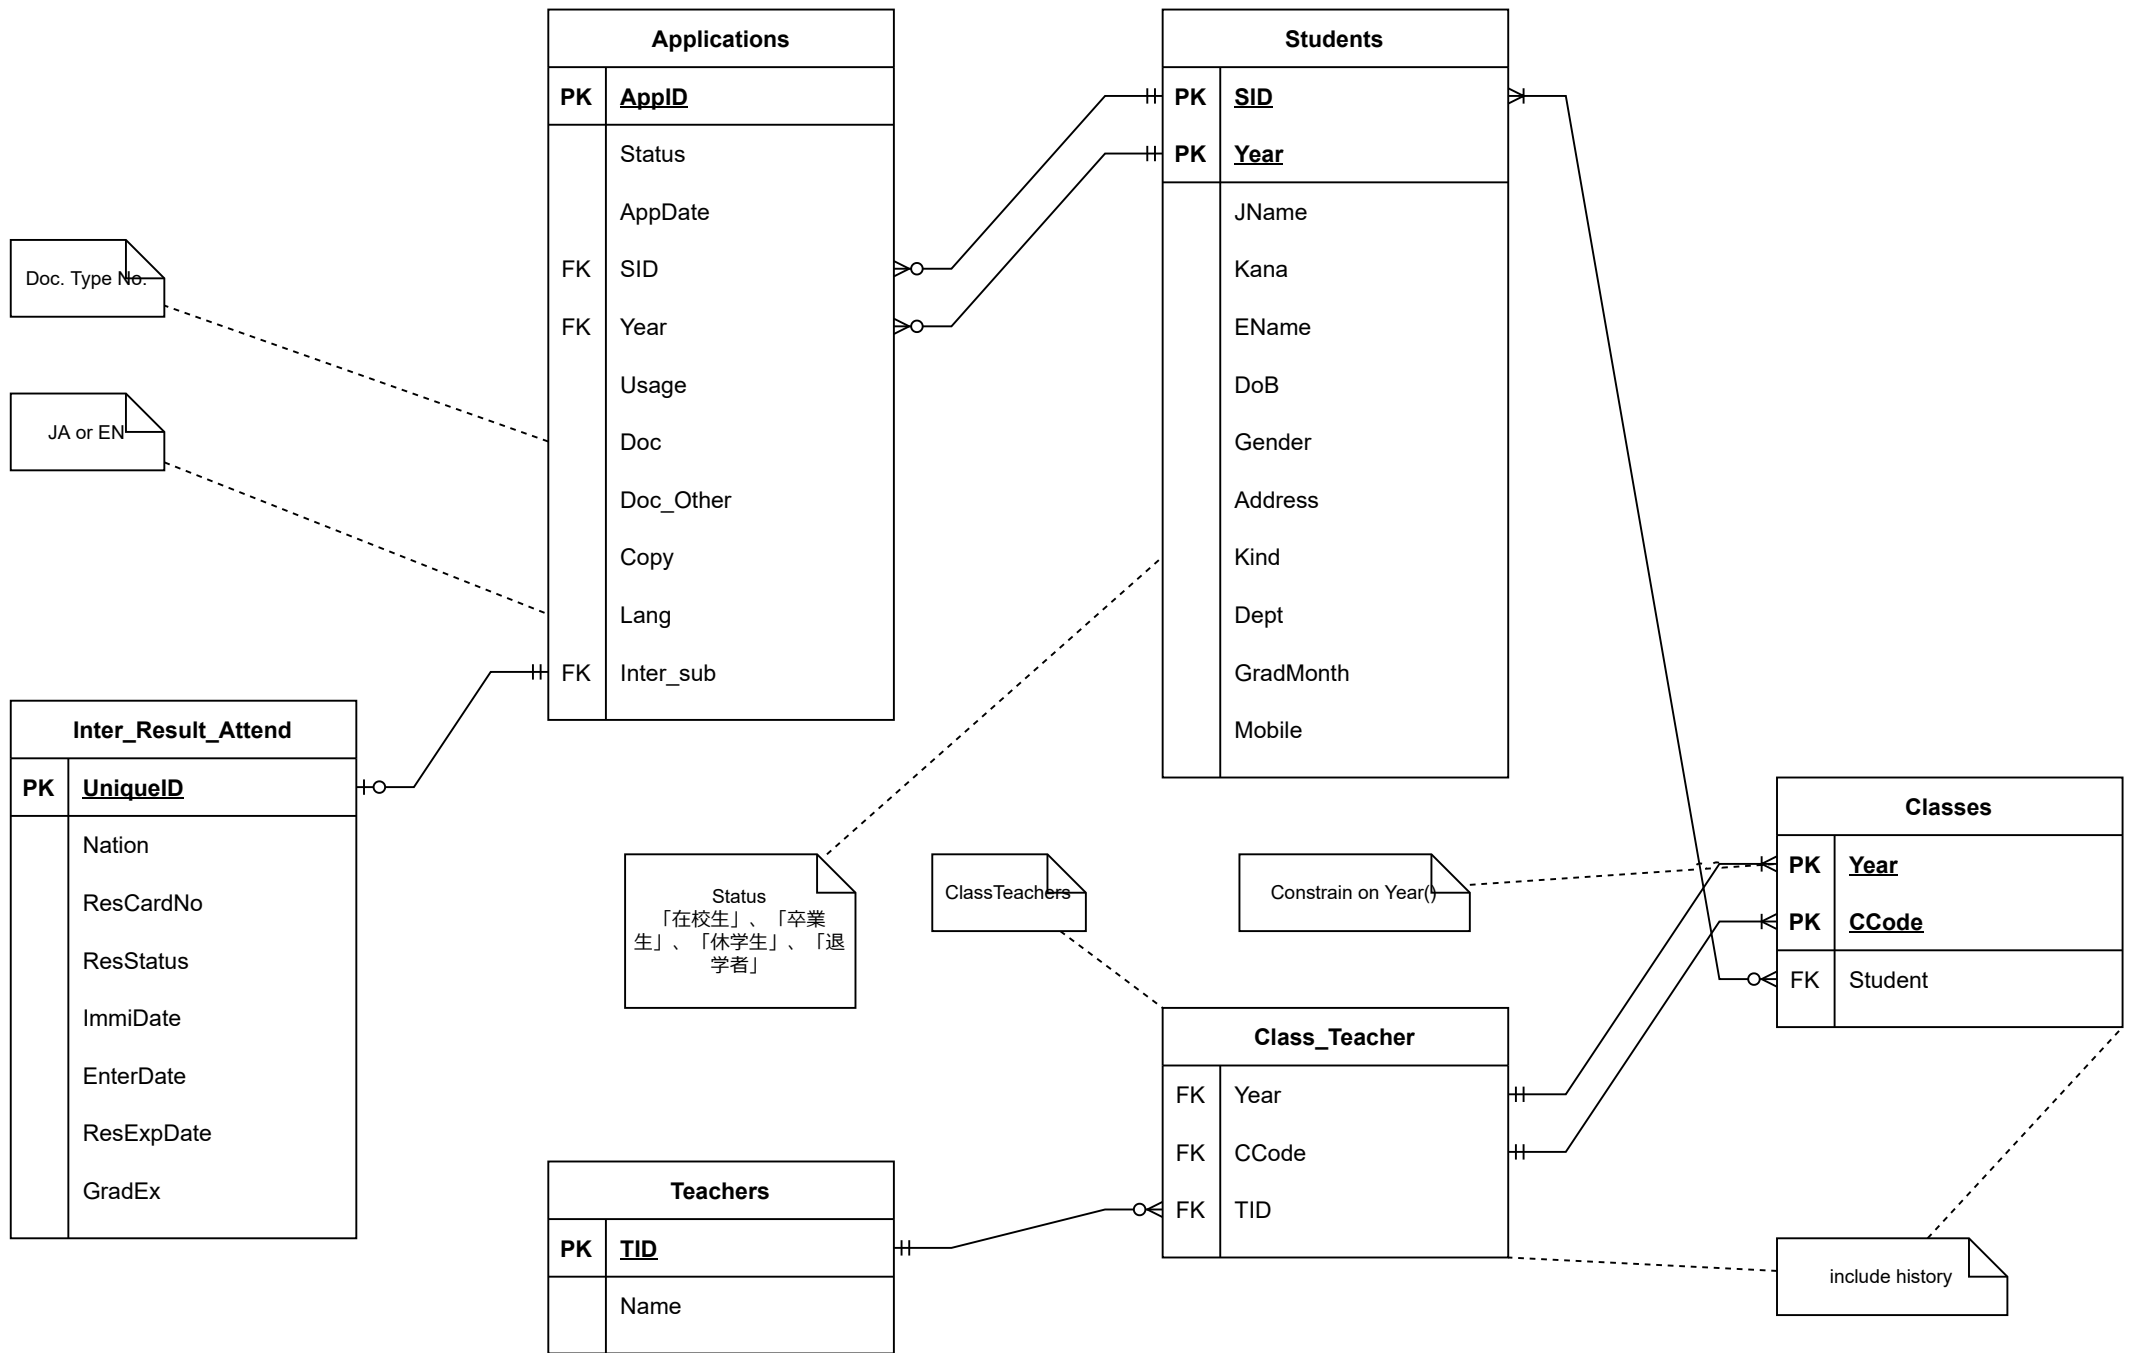 Applications
PK AppID
Status
AppDate
FK SID
FK Year
Usage
Doc
Doc_Other
Copy
Lang
FK Inter_sub
Students
PK SID
PK Year
JName
Kana
EName
DoB
Gender
Address
Kind
Dept
GradMonth
Mobile
Doc. Type No.
JA or EN
Inter_Result_Attend
PK UniqueID
Nation
ResCardNo
ResStatus
ImmiDate
EnterDate
ResExpDate
GradEx
Status
「在校生」、「卒業
生」、「休学生」、「退
学者」
ClassTeachers
Constrain on Year()
Classes
PK Year
PK CCode
FK Student
Class_Teacher
FK Year
FK CCode
FK TID
Teachers
PK TID
Name
include history